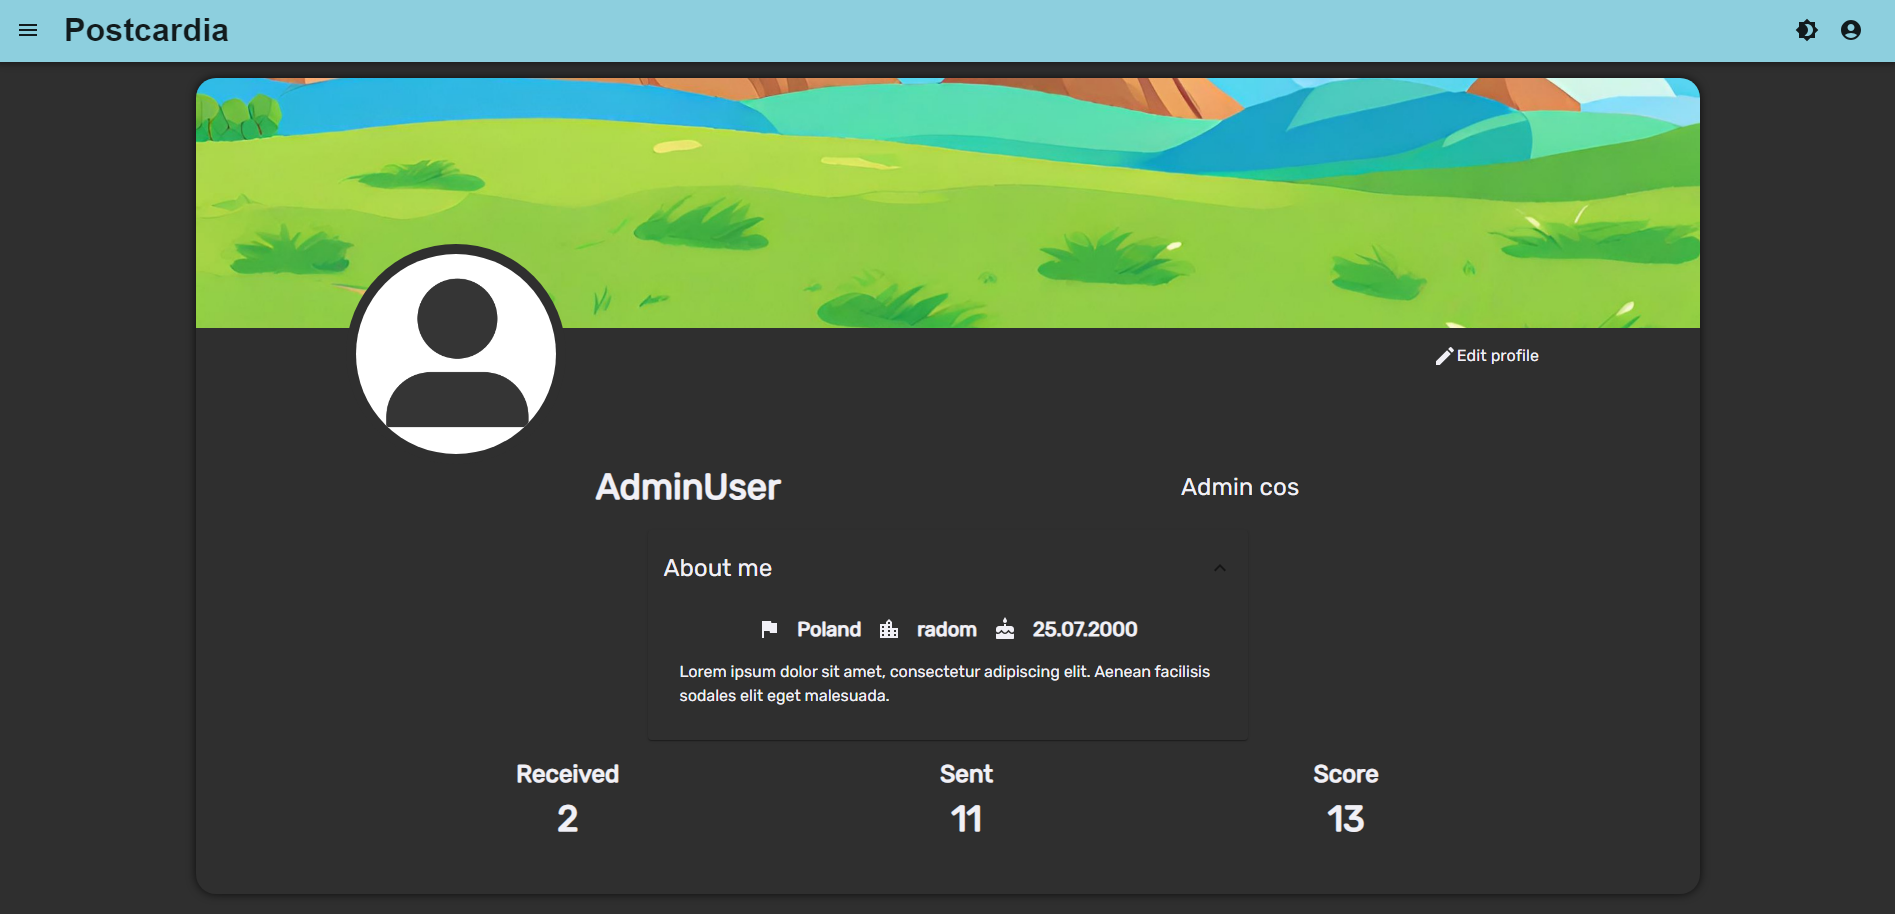 Postcardia
Edit profile
AdminUser
Admin cos
About me
Poland radom 25.07.2000
Lorem ipsum dolor sit amet, consectetur adipiscing elit. Aenean facilisis
sodales elit eget malesuada.
Received Sent Score
2 11 13